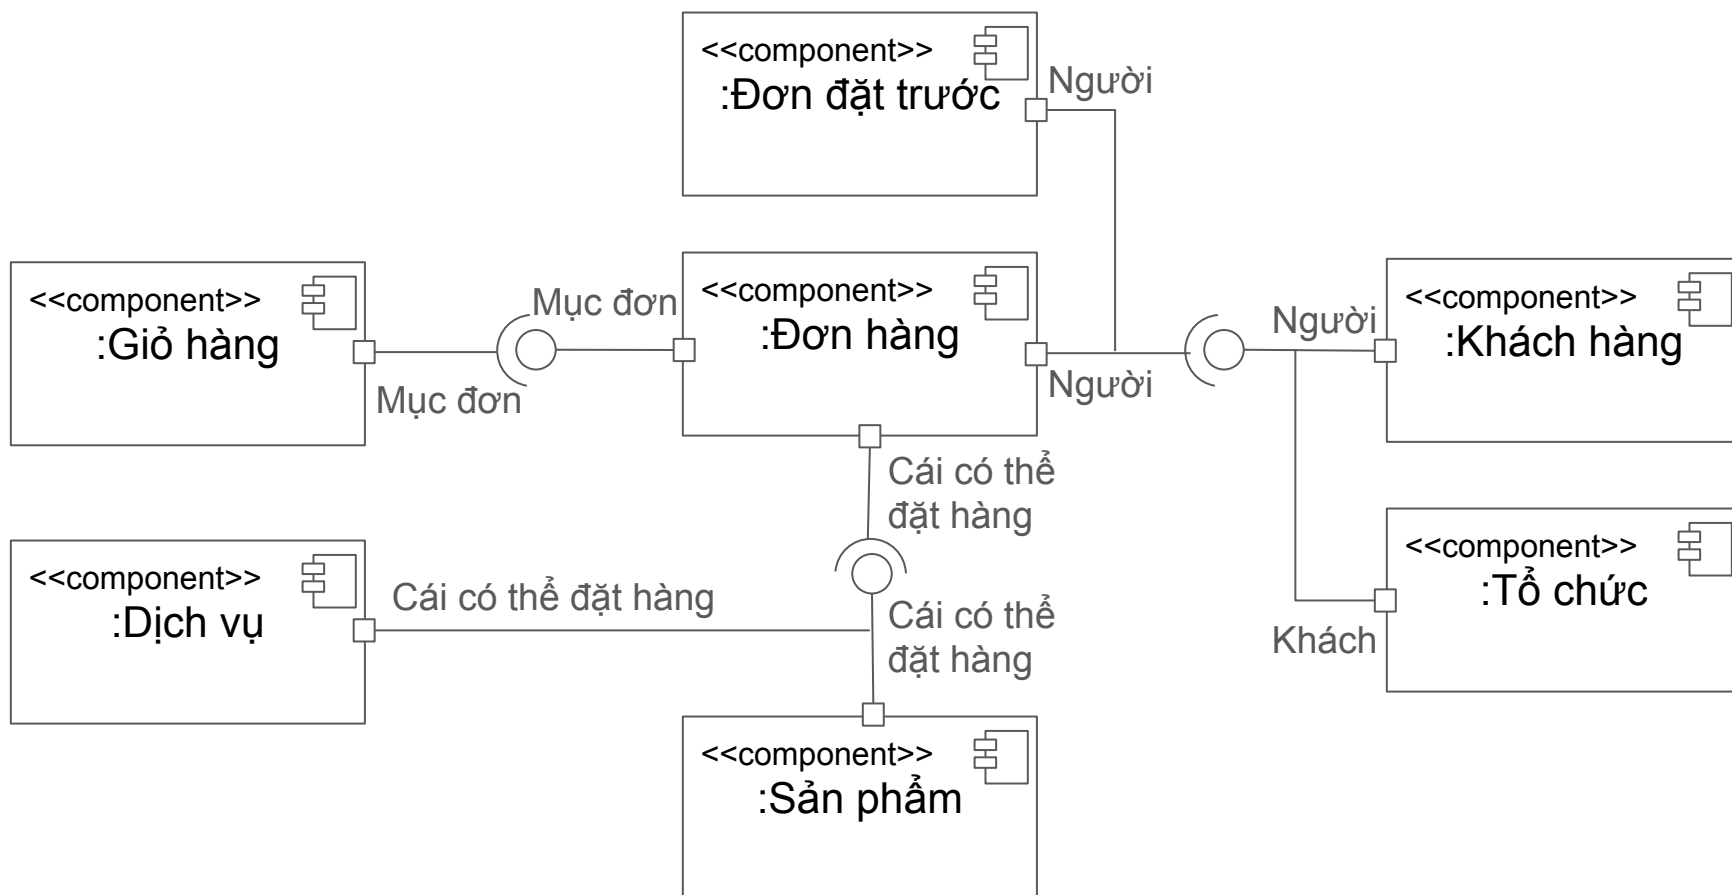 <<component>>
:Đơn đặt trước
Người
<<component>>
:Giỏ hàng
Mục đơn
Mục đơn
<<component>>
:Đơn hàng
Người
Người
<<component>>
:Khách hàng
Cái có thể
đặt hàng
<<component>>
:Dịch vụ
Cái có thể đặt hàng
Cái có thể
đặt hàng
<<component>>
:Tổ chức
Khách
<<component>>
:Sản phẩm